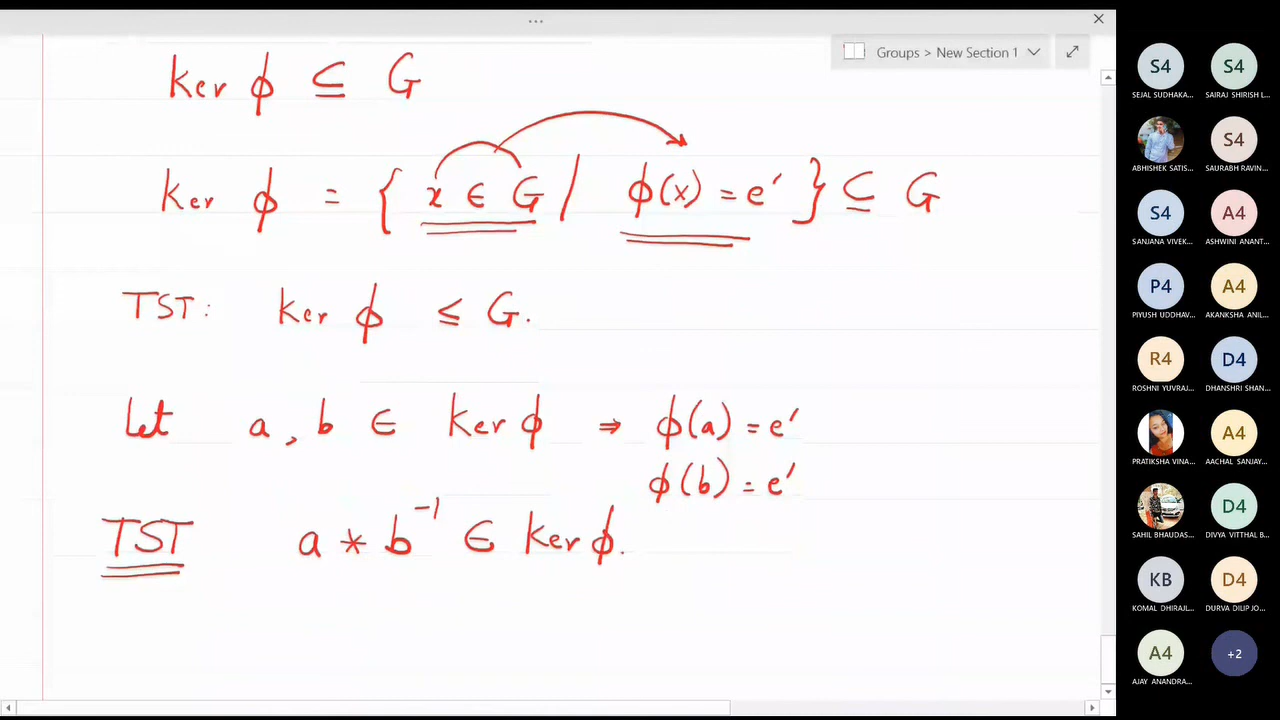 Groups > New Section 1
ker φ ⊆ G
ker φ = { x ∈ G / φ(x) = e' } ⊆ G
TST: ker φ ≤ G.
Let a, b ∈ ker φ ⇒ φ(a) = e'
φ(b) = e'
TST a * b⁻¹ ∈ ker φ.
S4 S4
SEJAL SUDHAKA... SAIRAJ SHIRISH L...
S4
ABHISHEK SATIS... SAURABH RAVIN...
S4 A4
SANJANA VIVEK... ASHWINI ANANT...
P4 A4
PIYUSH UDDHAV... AKANKSHA ANIL...
R4 D4
ROSHNI YUVRAJ... DHANSHRI SHAN...
A4
PRATIKSHA VINA... AACHAL SANJAY...
D4
SAHIL BHAUDAS... DIVYA VITTHAL B...
KB D4
KOMAL DHIRAJL... DURVA DILIP JO...
A4 +2
AJAY ANANDRA...